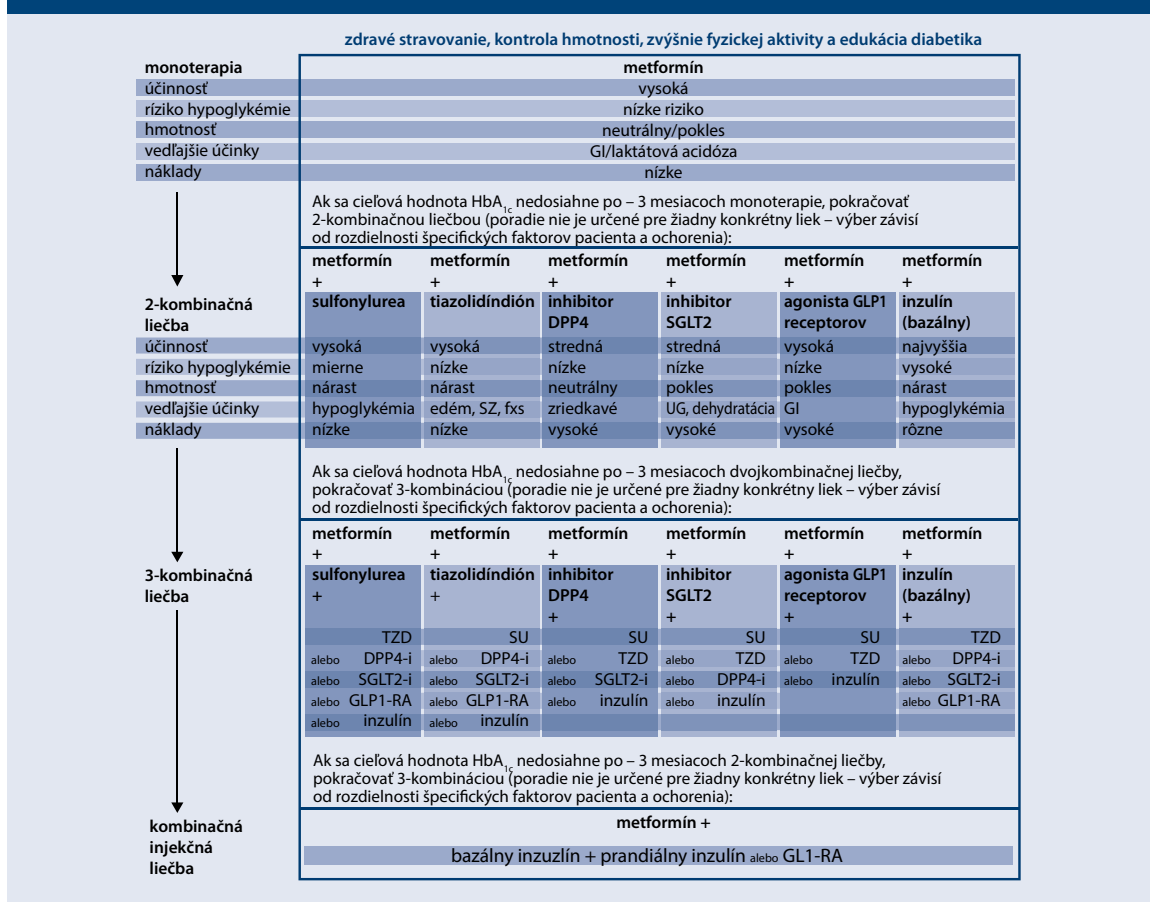 zdravé stravovanie, kontrola hmotnosti, zvýšnie fyzickej aktivity a edukácia diabetika
monoterapia metformín
účinnosť vysoká
ríziko hypoglykémie nízke riziko
hmotnosť neutrálny/pokles
vedľajšie účinky GI/laktátová acidóza
náklady nízke
Ak sa cieľová hodnota HbA1c nedosiahne po – 3 mesiacoch monoterapie, pokračovať
2-kombinačnou liečbou (poradie nie je určené pre žiadny konkrétny liek – výber závisí
od rozdielnosti špecifických faktorov pacienta a ochorenia):
metformín metformín metformín metformín metformín metformín
+ + + + + +
2-kombinačná sulfonylurea tiazolidíndión inhibitor inhibitor agonista GLP1 inzulín
liečba DPP4 SGLT2 receptorov (bazálny)
účinnosť vysoká vysoká stredná stredná vysoká najvyššia
ríziko hypoglykémie mierne nízke nízke nízke nízke vysoké
hmotnosť nárast nárast neutrálny pokles pokles nárast
vedľajšie účinky hypoglykémia edém, SZ, fxs zriedkavé UG, dehydratácia GI hypoglykémia
náklady nízke nízke vysoké vysoké vysoké rôzne
Ak sa cieľová hodnota HbA1c nedosiahne po – 3 mesiacoch dvojkombinačnej liečby,
pokračovať 3-kombináciou (poradie nie je určené pre žiadny konkrétny liek – výber závisí
od rozdielnosti špecifických faktorov pacienta a ochorenia):
metformín metformín metformín metformín metformín metformín
+ + + + + +
3-kombinačná sulfonylurea tiazolidíndión inhibitor inhibitor agonista GLP1 inzulín
liečba + + DPP4 SGLT2 receptorov (bazálny)
+ + + +
TZD SU SU SU SU TZD
alebo DPP4-i alebo DPP4-i alebo TZD alebo TZD alebo TZD alebo DPP4-i
alebo SGLT2-i alebo SGLT2-i alebo SGLT2-i alebo DPP4-i alebo inzulín alebo SGLT2-i
alebo GLP1-RA alebo GLP1-RA alebo inzulín alebo inzulín alebo GLP1-RA
alebo inzulín alebo inzulín
Ak sa cieľová hodnota HbA1c nedosiahne po – 3 mesiacoch 2-kombinačnej liečby,
pokračovať 3-kombináciou (poradie nie je určené pre žiadny konkrétny liek – výber závisí
od rozdielnosti špecifických faktorov pacienta a ochorenia):
kombinačná metformín +
injekčná
liečba bazálny inzuzlín + prandiálny inzulín alebo GL1-RA